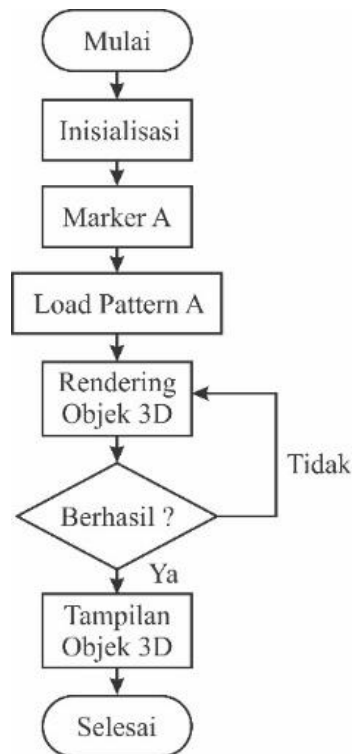 Mulai
Inisialisasi
Marker A
Load Pattern A
Rendering
Objek 3D
Tidak
Berhasil ?
Ya
Tampilan
Objek 3D
Selesai